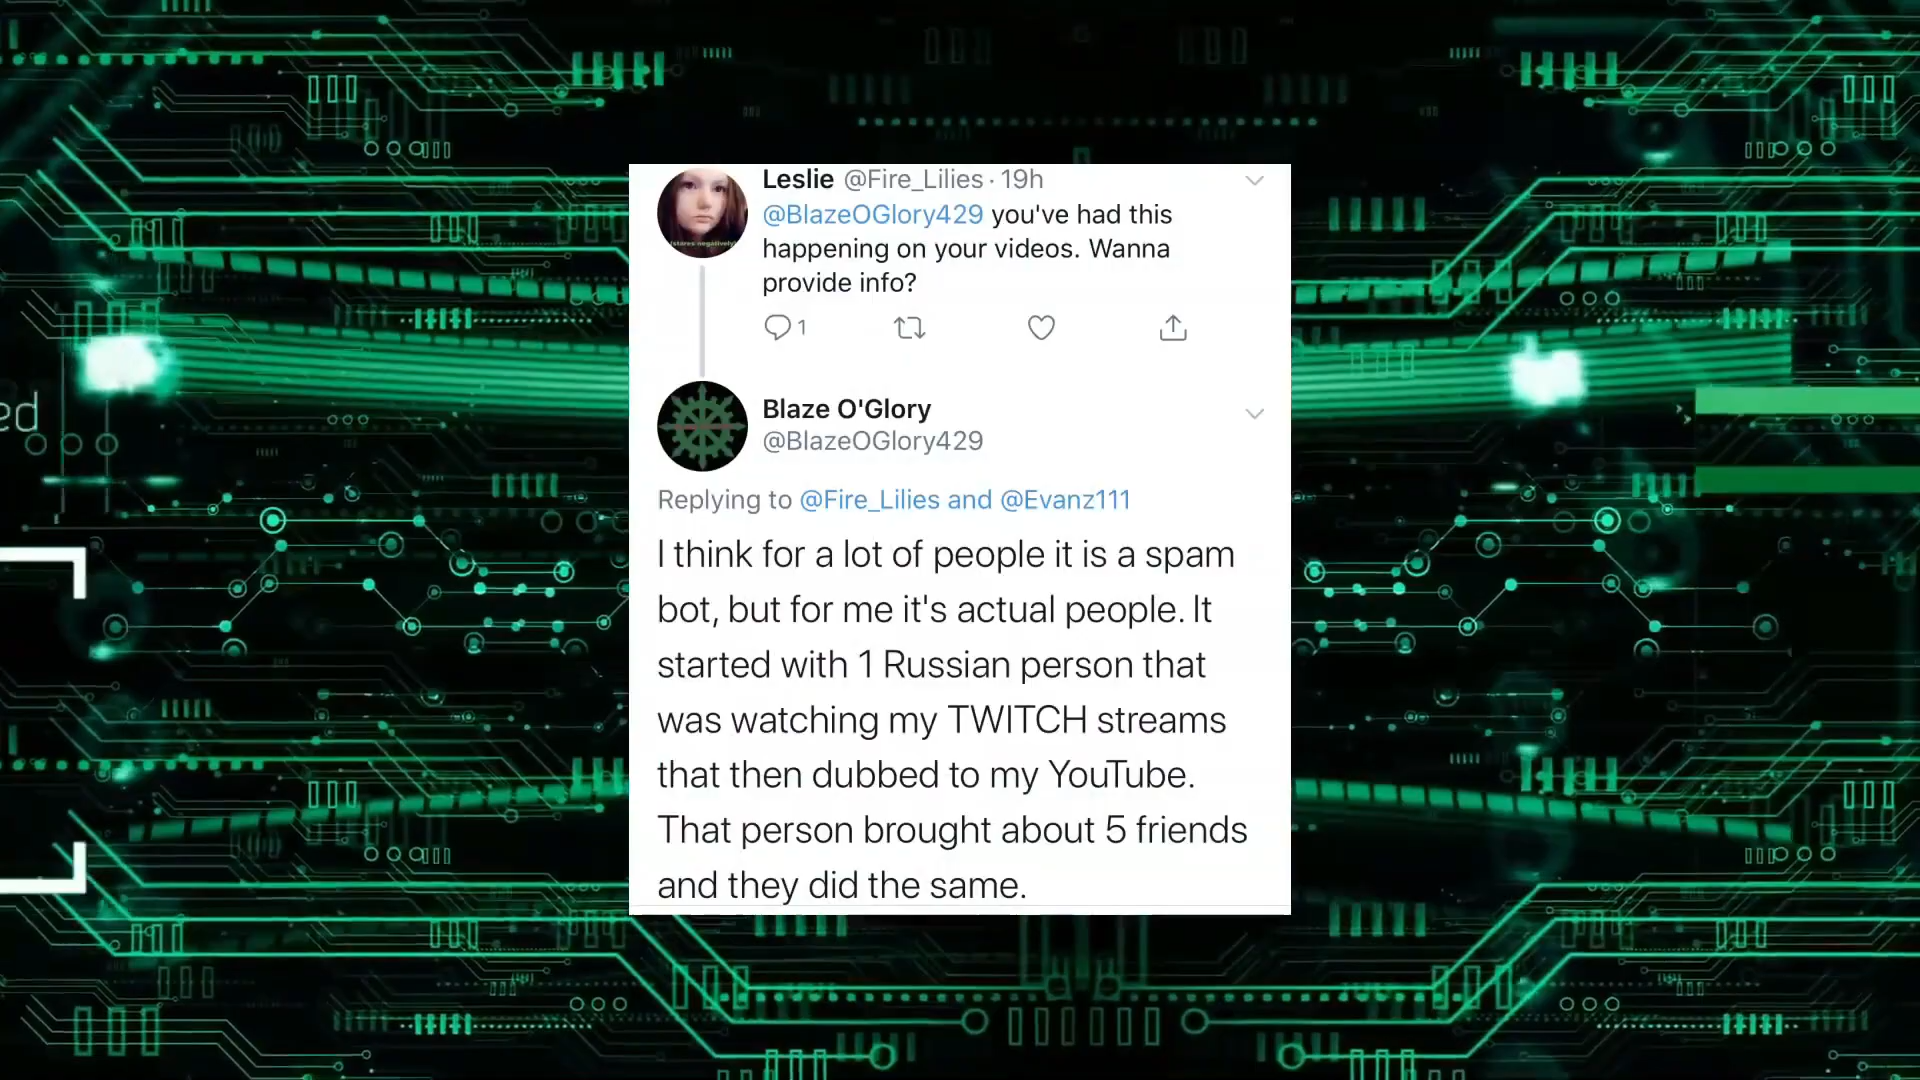 Leslie @Fire_Lilies · 19h
@BlazeOGlory429 you've had this
happening on your videos. Wanna
provide info?
1
Blaze O'Glory
@BlazeOGlory429
Replying to @Fire_Lilies and @Evanz111
I think for a lot of people it is a spam
bot, but for me it's actual people. It
started with 1 Russian person that
was watching my TWITCH streams
that then dubbed to my YouTube.
That person brought about 5 friends
and they did the same.
ed